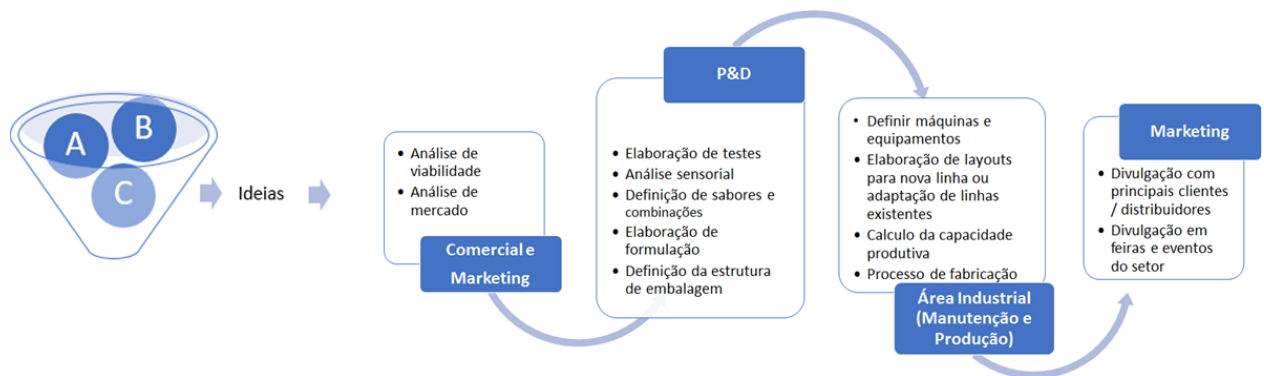 A
B
C
Ideias
• Análise de
viabilidade
• Análise de
mercado
Comercial e
Marketing
P&D
• Elaboração de testes
• Análise sensorial
• Definição de sabores e
combinações
• Elaboração de
formulação
• Definição da estrutura
de embalagem
• Definir máquinas e
equipamentos
• Elaboração de layouts
para nova linha ou
adaptação de linhas
existentes
• Calculo da capacidade
produtiva
• Processo de fabricação
Área Industrial
(Manutenção e
Produção)
Marketing
• Divulgação com
principais clientes
/ distribuidores
• Divulgação em
feiras e eventos
do setor